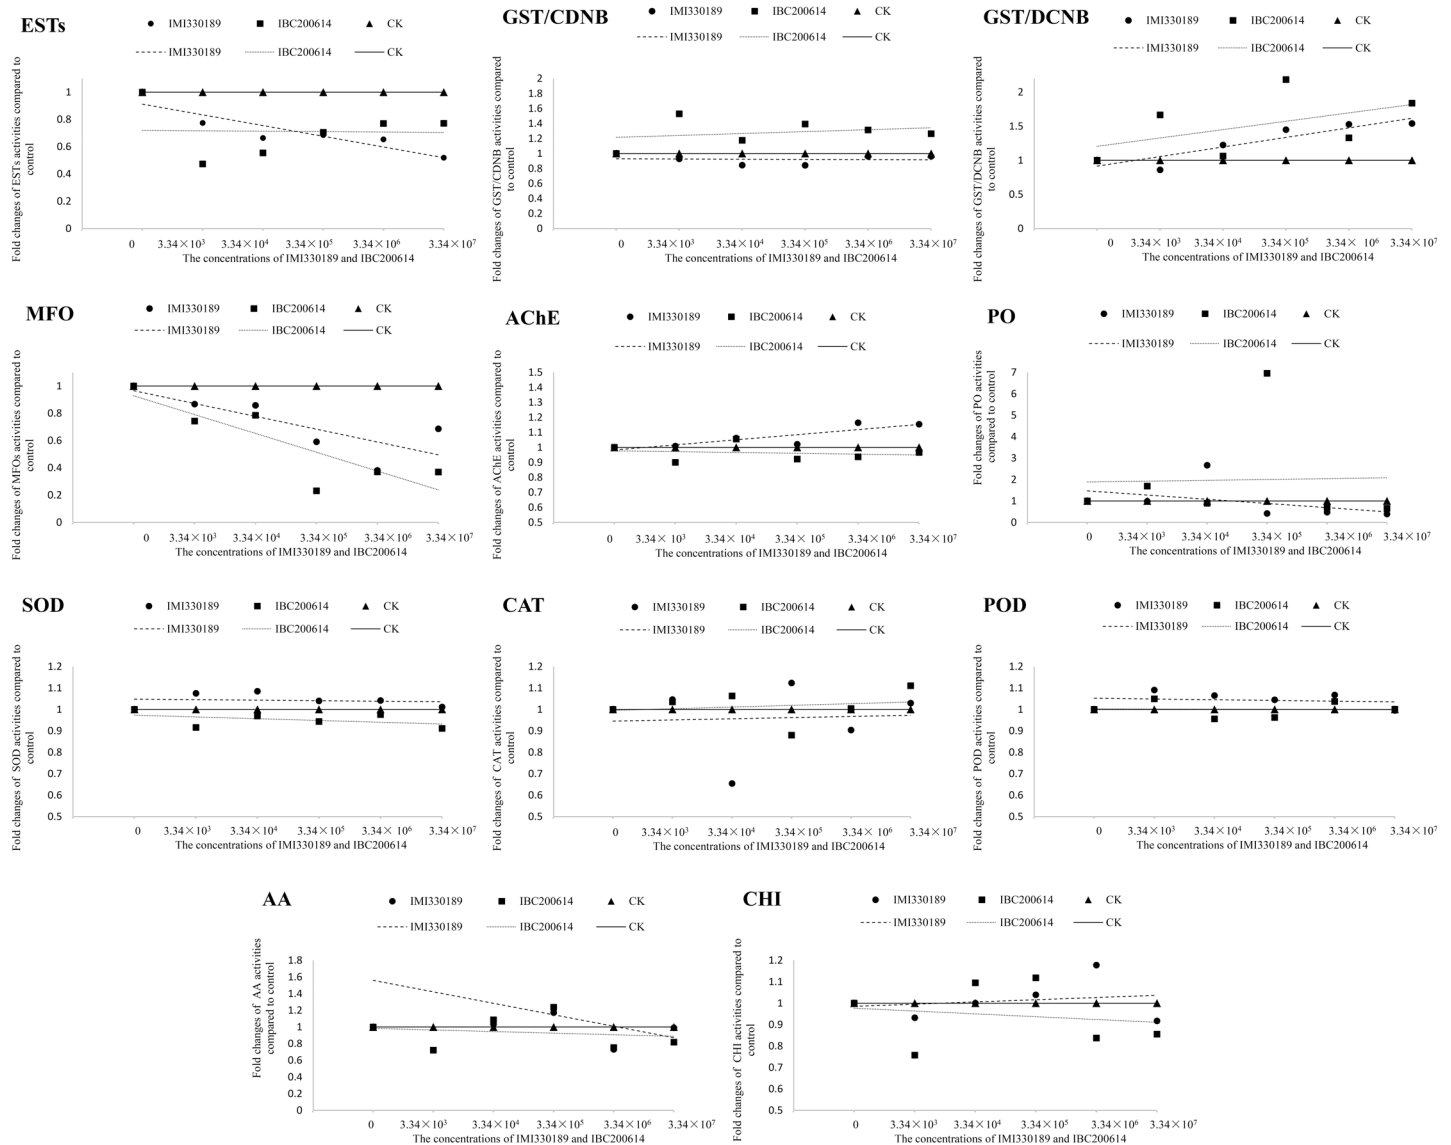 ESTs
IMI330189 IBC200614 CK
IMI330189 IBC200614 CK
Fold changes of ESTs activities compared to
control
1
0.8
0.6
0.4
0.2
0
0 3.34×10³ 3.34×10⁴ 3.34×10⁵ 3.34×10⁶ 3.34×10⁷
The concentrations of IMI330189 and IBC200614
GST/CDNB
IMI330189 IBC200614 CK
IMI330189 IBC200614 CK
Fold changes of GST/CDNB activities compared
to control
2
1.8
1.6
1.4
1.2
1
0.8
0.6
0.4
0.2
0
0 3.34×10³ 3.34×10⁴ 3.34×10⁵ 3.34×10⁶ 3.34×10⁷
The concentrations of IMI330189 and IBC200614
GST/DCNB
IMI330189 IBC200614 CK
IMI330189 IBC200614 CK
Fold changes of GST/DCNB activities compared
to control
2
1.5
1
0.5
0
0 3.34×10³ 3.34×10⁴ 3.34×10⁵ 3.34×10⁶ 3.34×10⁷
The concentrations of IMI330189 and IBC200614
MFO
IMI330189 IBC200614 CK
IMI330189 IBC200614 CK
Fold changes of MFOs activities compared to
control
1
0.8
0.6
0.4
0.2
0
0 3.34×10³ 3.34×10⁴ 3.34×10⁵ 3.34×10⁶ 3.34×10⁷
The concentrations of IMI330189 and IBC200614
AChE
IMI330189 IBC200614 CK
IMI330189 IBC200614 CK
Fold changes of AChE activities compared to
control
1.5
1.4
1.3
1.2
1.1
1
0.9
0.8
0.7
0.6
0.5
0 3.34×10³ 3.34×10⁴ 3.34×10⁵ 3.34×10⁶ 3.34×10⁷
The concentrations of IMI330189 and IBC200614
PO
IMI330189 IBC200614 CK
IMI330189 IBC200614 CK
Fold changes of PO activities
compared to control
7
6
5
4
3
2
1
0
0 3.34×10³ 3.34×10⁴ 3.34×10⁵ 3.34×10⁶ 3.34×10⁷
The concentrations of IMI330189 and IBC200614
SOD
IMI330189 IBC200614 CK
IMI330189 IBC200614 CK
Fold changes of SOD activities compared to
control
1.2
1.1
1
0.9
0.8
0.7
0.6
0.5
0 3.34×10³ 3.34×10⁴ 3.34×10⁵ 3.34×10⁶ 3.34×10⁷
The concentrations of IMI330189 and IBC200614
CAT
IMI330189 IBC200614 CK
IMI330189 IBC200614 CK
Fold changes of CAT activities compared to
control
1.2
1.1
1
0.9
0.8
0.7
0.6
0.5
0 3.34×10³ 3.34×10⁴ 3.34×10⁵ 3.34×10⁶ 3.34×10⁷
The concentrations of IMI330189 and IBC200614
POD
IMI330189 IBC200614 CK
IMI330189 IBC200614 CK
Fold changes of POD activities compared to
control
1.2
1.1
1
0.9
0.8
0.7
0.6
0.5
0 3.34×10³ 3.34×10⁴ 3.34×10⁵ 3.34×10⁶ 3.34×10⁷
The concentrations of IMI330189 and IBC200614
AA
IMI330189 IBC200614 CK
IMI330189 IBC200614 CK
Fold changes of AA activities
compared to control
1.8
1.6
1.4
1.2
1
0.8
0.6
0.4
0.2
0
0 3.34×10³ 3.34×10⁴ 3.34×10⁵ 3.34×10⁶ 3.34×10⁷
The concentrations of IMI330189 and IBC200614
CHI
IMI330189 IBC200614 CK
IMI330189 IBC200614 CK
Fold changes of CHI activities compared to
control
1.2
1.1
1
0.9
0.8
0.7
0.6
0.5
0 3.34×10³ 3.34×10⁴ 3.34×10⁵ 3.34×10⁶ 3.34×10⁷
The concentrations of IMI330189 and IBC200614